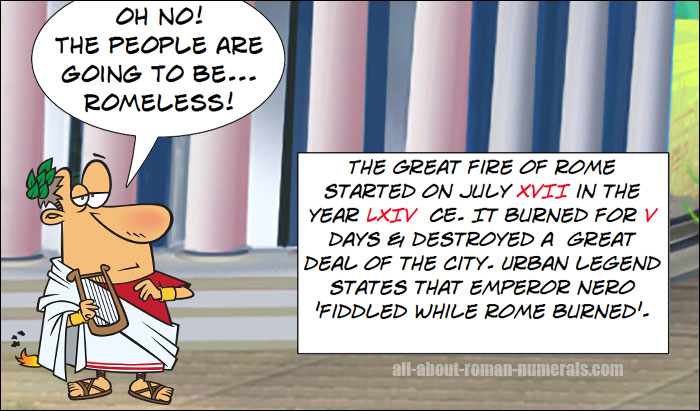 OH NO!
THE PEOPLE ARE
GOING TO BE...
ROMELESS!
THE GREAT FIRE OF ROME
STARTED ON JULY XVII IN THE
YEAR LXIV CE. IT BURNED FOR V
DAYS & DESTROYED A GREAT
DEAL OF THE CITY. URBAN LEGEND
STATES THAT EMPEROR NERO
'FIDDLED WHILE ROME BURNED'.
all-about-roman-numerals.com